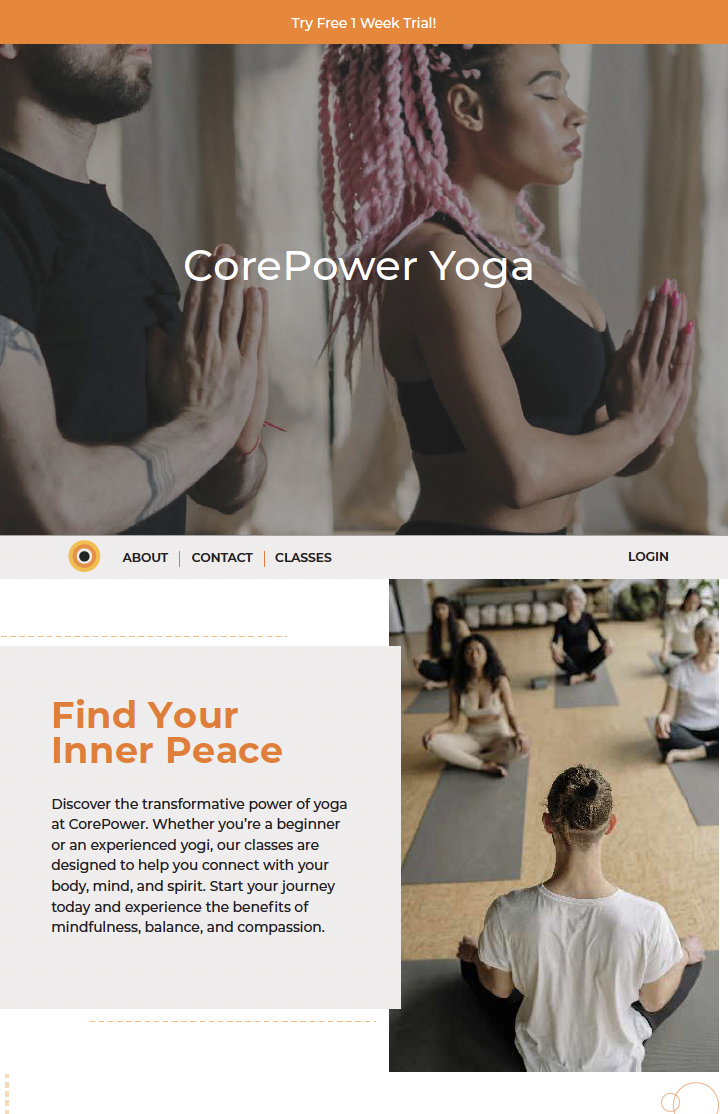 Try Free 1 Week Trial!
CorePower Yoga
ABOUT
CONTACT
CLASSES
LOGIN
Find Your
Inner Peace
Discover the transformative power of yoga
at CorePower. Whether you’re a beginner
or an experienced yogi, our classes are
designed to help you connect with your
body, mind, and spirit. Start your journey
today and experience the benefits of
mindfulness, balance, and compassion.